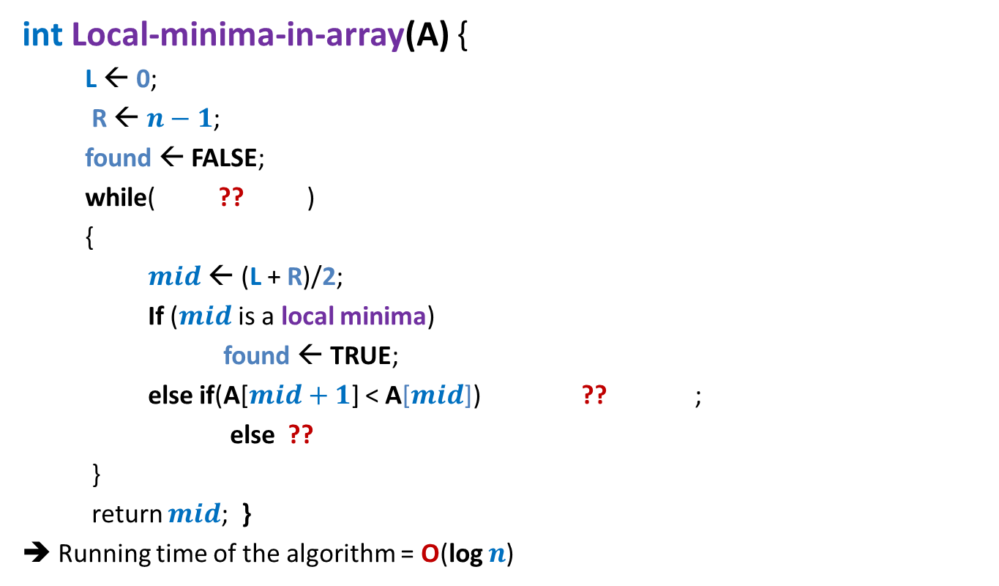 int Local-minima-in-array(A) {
L ← 0;
R ← n − 1;
found ← FALSE;
while( ?? )
{
mid ← (L + R)/2;
If (mid is a local minima)
found ← TRUE;
else if(A[mid + 1] < A[mid]) ?? ;
else ??
}
return mid; }
➔ Running time of the algorithm = O(log n)